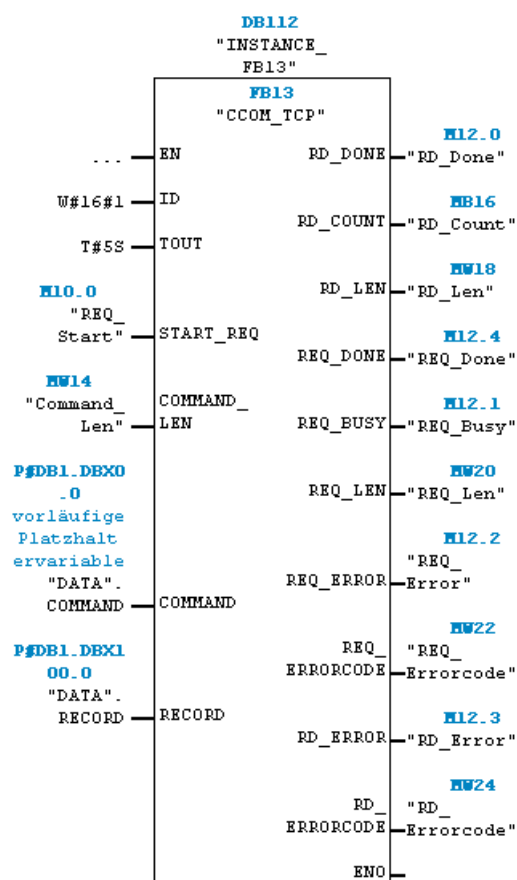 DB112
"INSTANCE_
FB13"
FB13
"CCOM_TCP"
... EN
W#16#1 ID
T#5S TOUT
M10.0
"REQ_
Start" START_REQ
MW14
"Command_
Len" COMMAND_
LEN
P#DB1.DBX0
.0
vorläufige
Platzhalt
ervariable
"DATA".
COMMAND COMMAND
P#DB1.DBX1
00.0
"DATA".
RECORD RECORD
M12.0
RD_DONE "RD_Done"
MB16
RD_COUNT "RD_Count"
MW18
RD_LEN "RD_Len"
M12.4
REQ_DONE "REQ_Done"
M12.1
REQ_BUSY "REQ_Busy"
MW20
REQ_LEN "REQ_Len"
M12.2
"REQ_
REQ_ERROR Error"
MW22
REQ_ "REQ_
ERRORCODE Errorcode"
M12.3
RD_ERROR "RD_Error"
MW24
RD_ "RD_
ERRORCODE Errorcode"
ENO